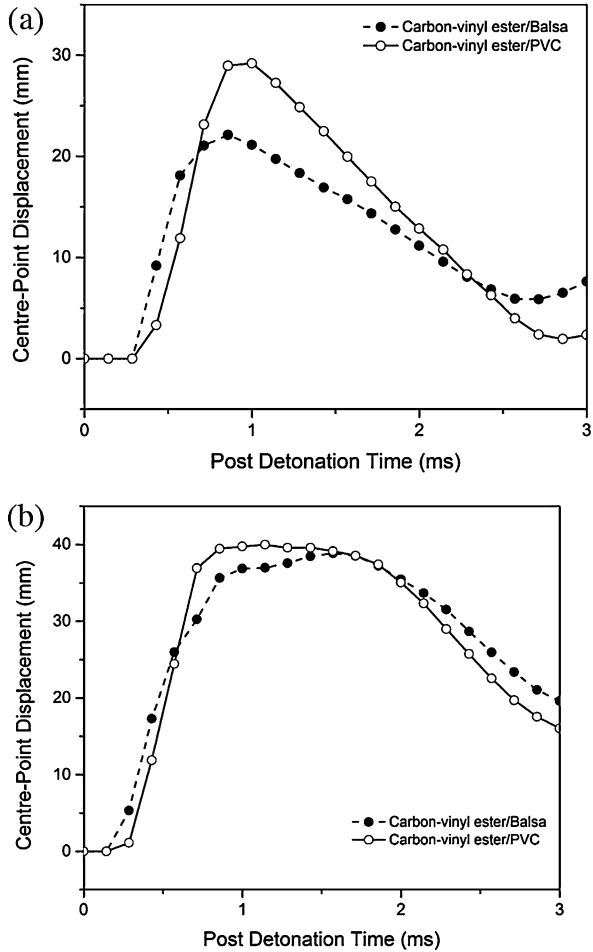 (a)
Carbon-vinyl ester/Balsa
Carbon-vinyl ester/PVC
Centre-Point Displacement (mm)
30
20
10
0
0 1 2 3
Post Detonation Time (ms)
(b)
Centre-Point Displacement (mm)
40
30
20
10
0
Carbon-vinyl ester/Balsa
Carbon-vinyl ester/PVC
0 1 2 3
Post Detonation Time (ms)